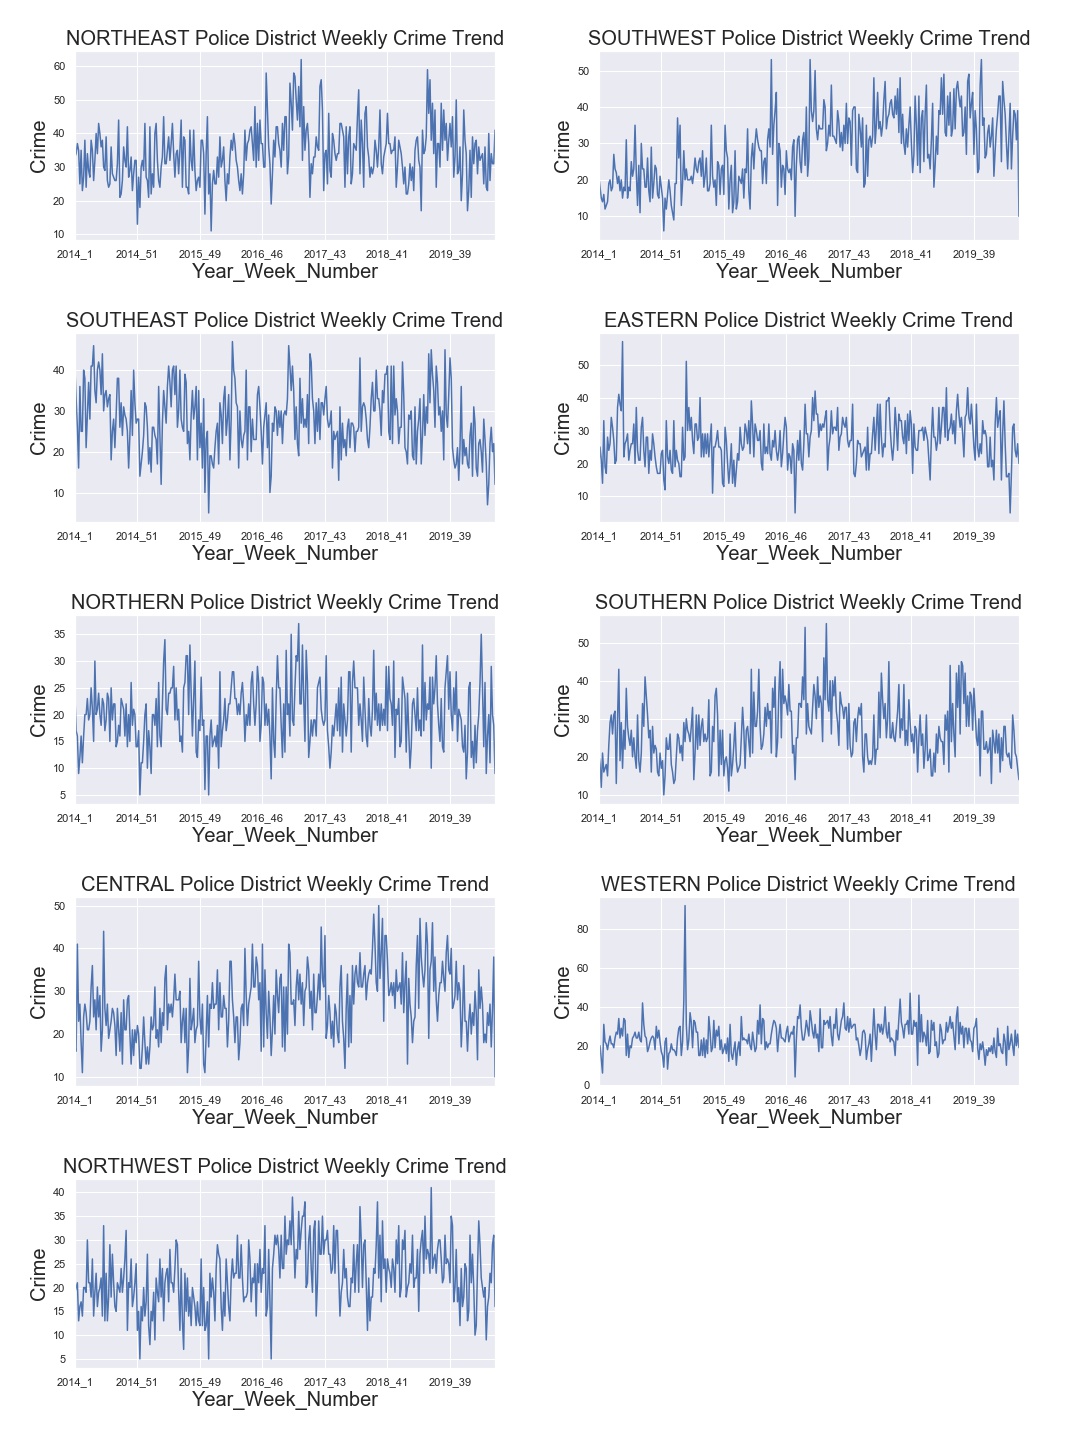 NORTHEAST Police District Weekly Crime Trend
Crime
60
50
40
30
20
10
2014_1 2014_51 2015_49 2016_46 2017_43 2018_41 2019_39
Year_Week_Number
SOUTHWEST Police District Weekly Crime Trend
Crime
50
40
30
20
10
2014_1 2014_51 2015_49 2016_46 2017_43 2018_41 2019_39
Year_Week_Number
SOUTHEAST Police District Weekly Crime Trend
Crime
40
30
20
10
2014_1 2014_51 2015_49 2016_46 2017_43 2018_41 2019_39
Year_Week_Number
EASTERN Police District Weekly Crime Trend
Crime
50
40
30
20
10
2014_1 2014_51 2015_49 2016_46 2017_43 2018_41 2019_39
Year_Week_Number
NORTHERN Police District Weekly Crime Trend
Crime
35
30
25
20
15
10
5
2014_1 2014_51 2015_49 2016_46 2017_43 2018_41 2019_39
Year_Week_Number
SOUTHERN Police District Weekly Crime Trend
Crime
50
40
30
20
10
2014_1 2014_51 2015_49 2016_46 2017_43 2018_41 2019_39
Year_Week_Number
CENTRAL Police District Weekly Crime Trend
Crime
50
40
30
20
10
2014_1 2014_51 2015_49 2016_46 2017_43 2018_41 2019_39
Year_Week_Number
WESTERN Police District Weekly Crime Trend
Crime
80
60
40
20
0
2014_1 2014_51 2015_49 2016_46 2017_43 2018_41 2019_39
Year_Week_Number
NORTHWEST Police District Weekly Crime Trend
Crime
40
35
30
25
20
15
10
5
2014_1 2014_51 2015_49 2016_46 2017_43 2018_41 2019_39
Year_Week_Number